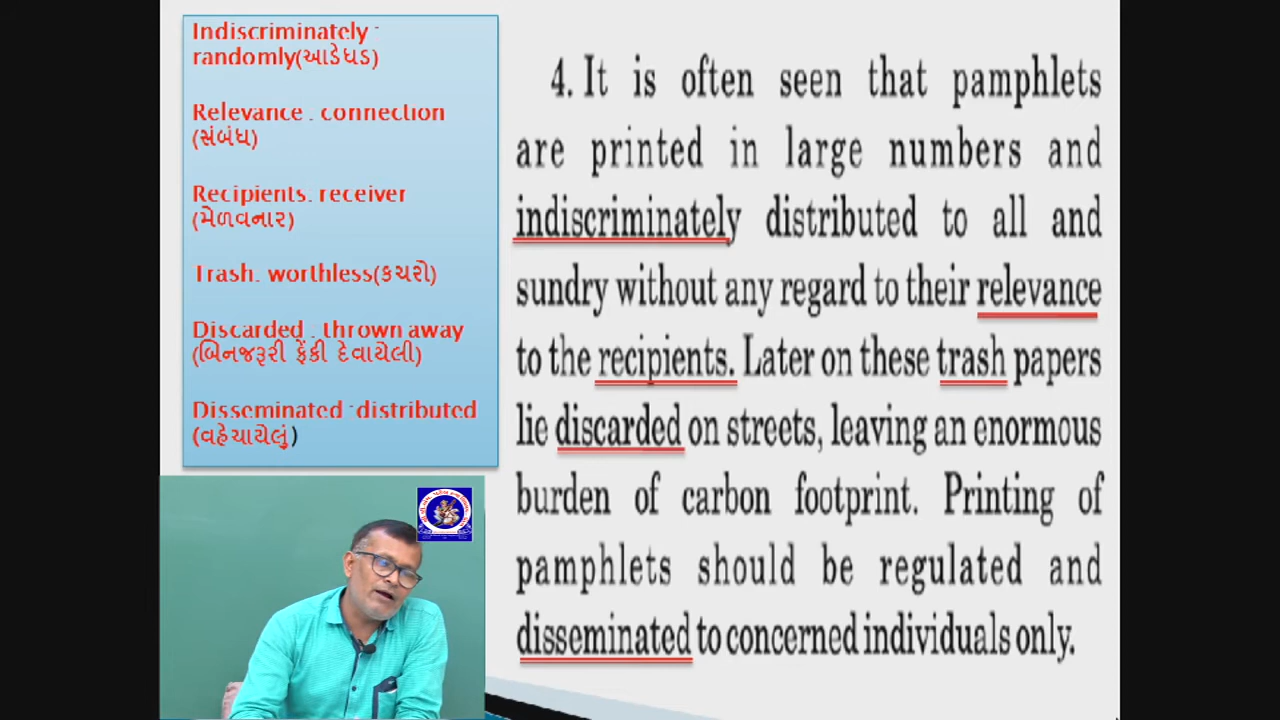 Indiscriminately -
randomly(આડેધડ)
Relevance . connection
(સંબંધ)
Recipients. receiver
(મેળવનાર)
Trash. worthless(કચરો)
Discarded . thrown away
(બિનજરૂરી ફેંકી દેવાયેલી)
Disseminated -distributed
(વહેચાયેલું)
4. It is often seen that pamphlets
are printed in large numbers and
indiscriminately distributed to all and
sundry without any regard to their relevance
to the recipients. Later on these trash papers
lie discarded on streets, leaving an enormous
burden of carbon footprint. Printing of
pamphlets should be regulated and
disseminated to concerned individuals only.